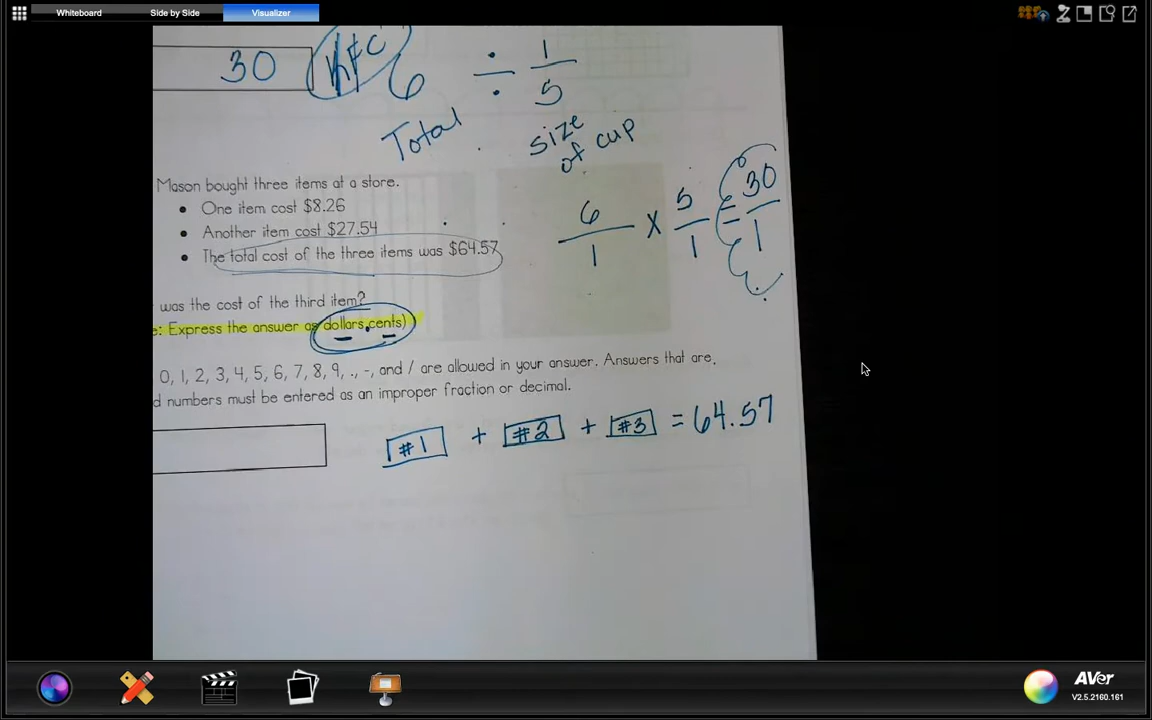 Whiteboard Side by Side Visualizer
30 6 ÷ 1/5
Total size of cup
Mason bought three items at a store.
• One item cost $8.26
• Another item cost $27.54
• The total cost of the three items was $64.57
6/1 x 5/1 = 30/1
was the cost of the third item?
e: Express the answer as dollars.cents)
0, 1, 2, 3, 4, 5, 6, 7, 8, 9, ., -, and / are allowed in your answer. Answers that are,
d numbers must be entered as an improper fraction or decimal.
#1 + #2 + #3 = 64.57
AVer
V2.5.2160.161